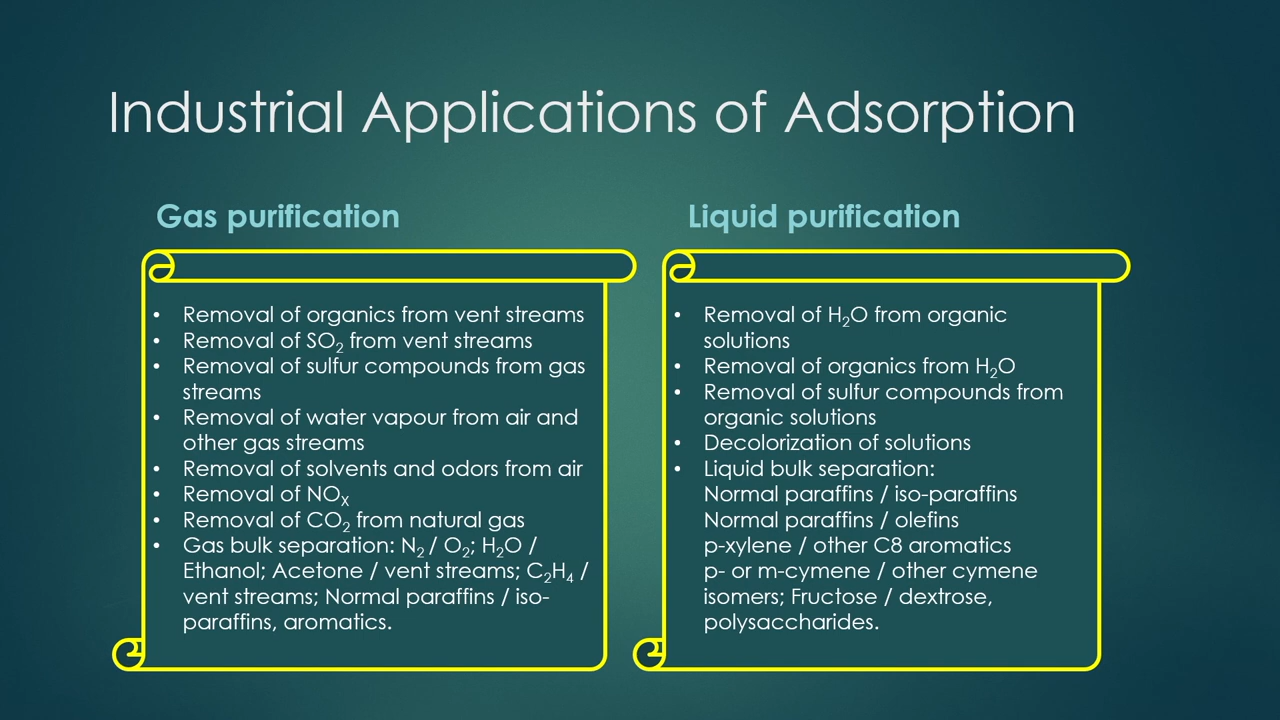 Industrial Applications of Adsorption
Gas purification
• Removal of organics from vent streams
• Removal of SO₂ from vent streams
• Removal of sulfur compounds from gas
streams
• Removal of water vapour from air and
other gas streams
• Removal of solvents and odors from air
• Removal of NOₓ
• Removal of CO₂ from natural gas
• Gas bulk separation: N₂ / O₂; H₂O /
Ethanol; Acetone / vent streams; C₂H₄ /
vent streams; Normal paraffins / iso-
paraffins, aromatics.
Liquid purification
• Removal of H₂O from organic
solutions
• Removal of organics from H₂O
• Removal of sulfur compounds from
organic solutions
• Decolorization of solutions
• Liquid bulk separation:
Normal paraffins / iso-paraffins
Normal paraffins / olefins
p-xylene / other C8 aromatics
p- or m-cymene / other cymene
isomers; Fructose / dextrose,
polysaccharides.